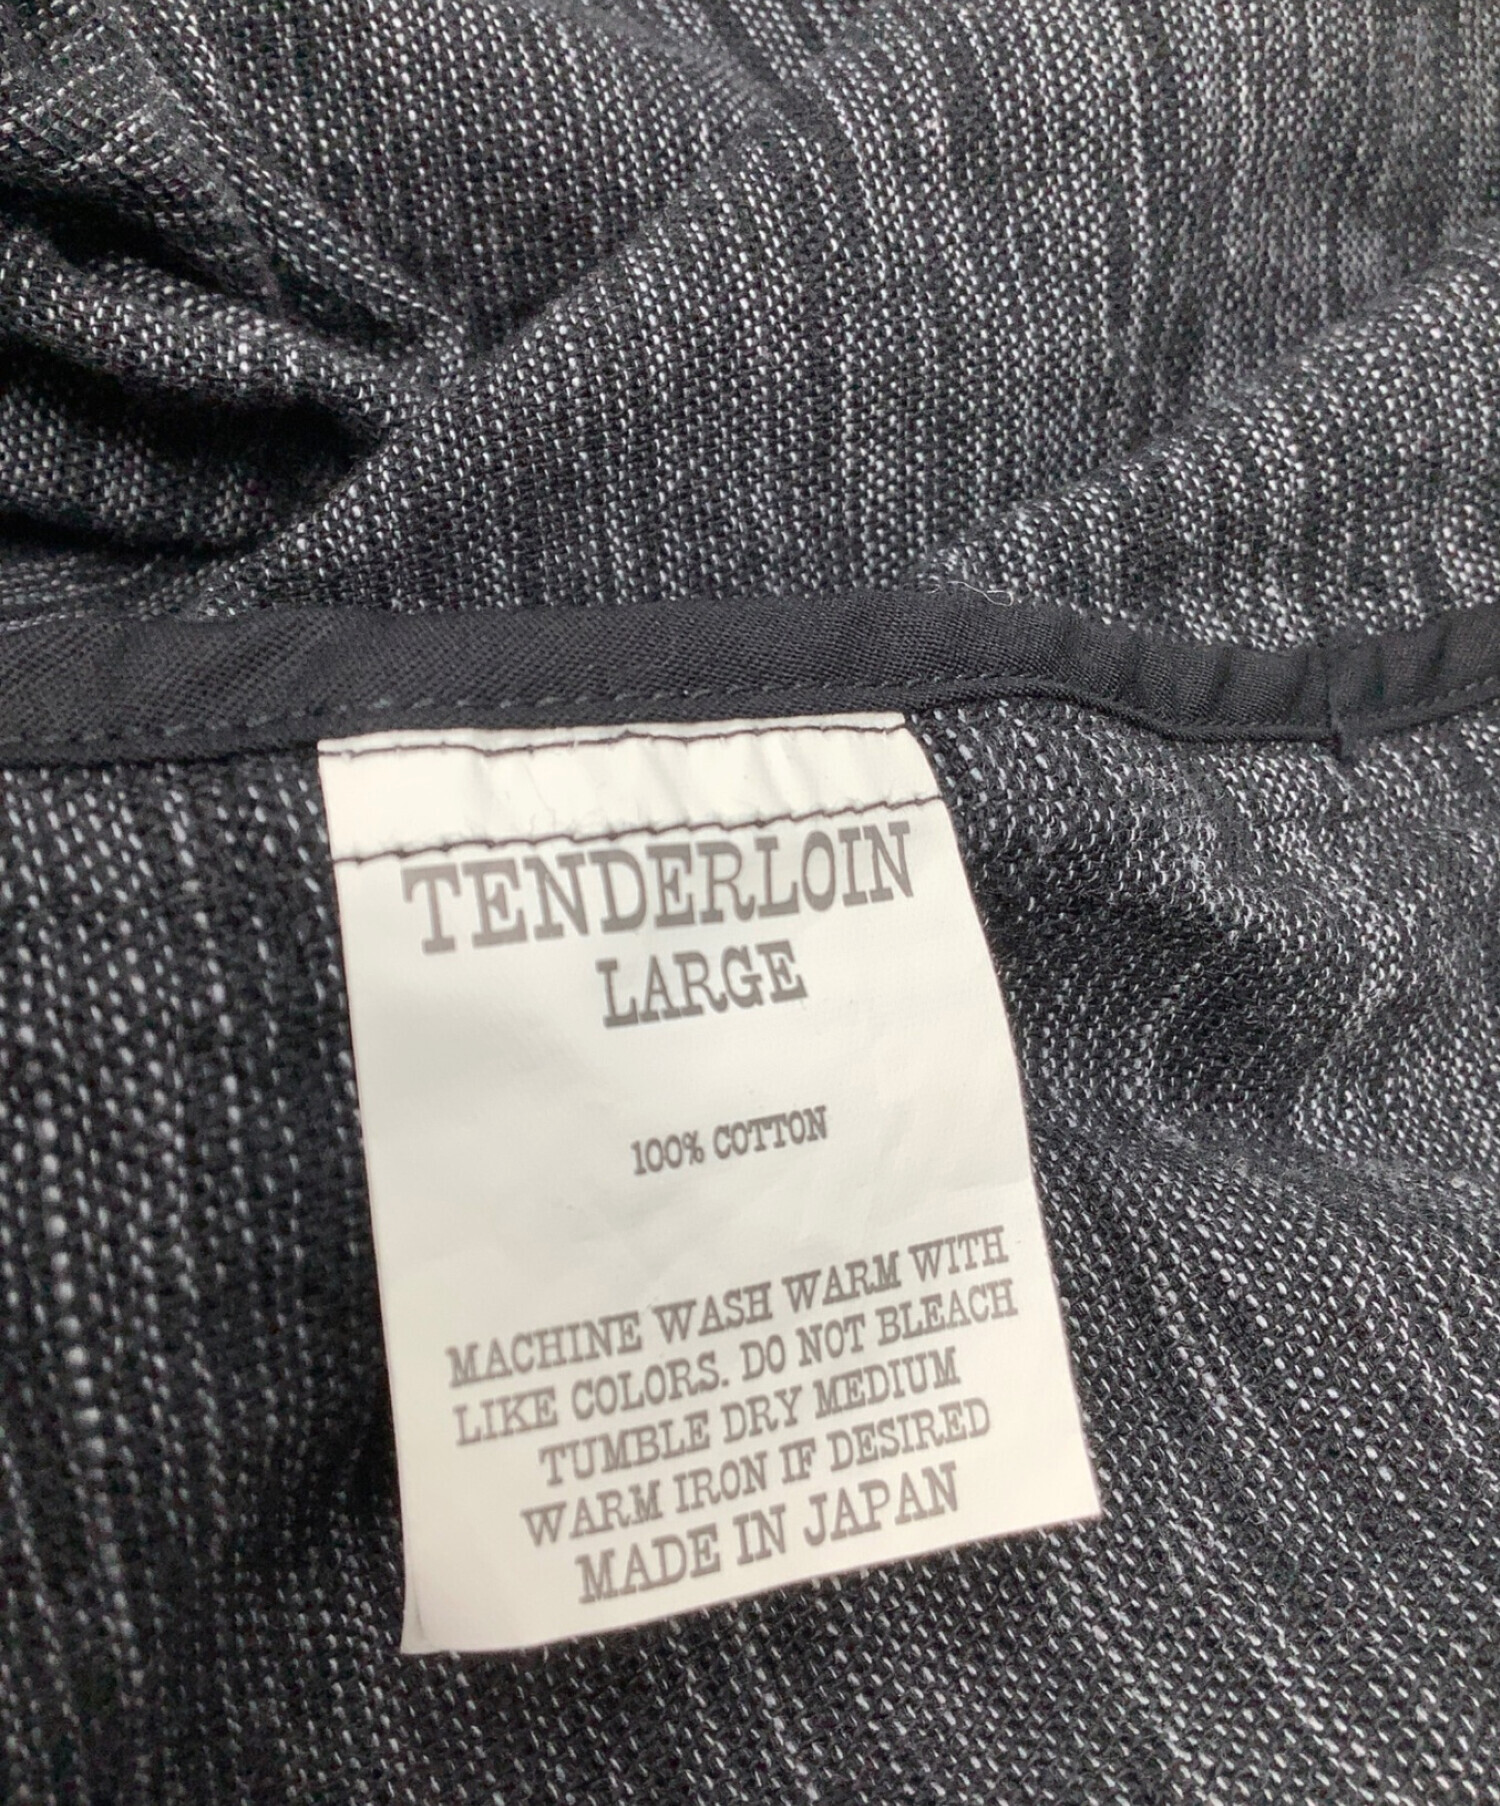 TENDERLOIN
LARGE
100% COTTON
MACHINE WASH WARM WITH
LIKE COLORS. DO NOT BLEACH
TUMBLE DRY MEDIUM
WARM IRON IF DESIRED
MADE IN JAPAN